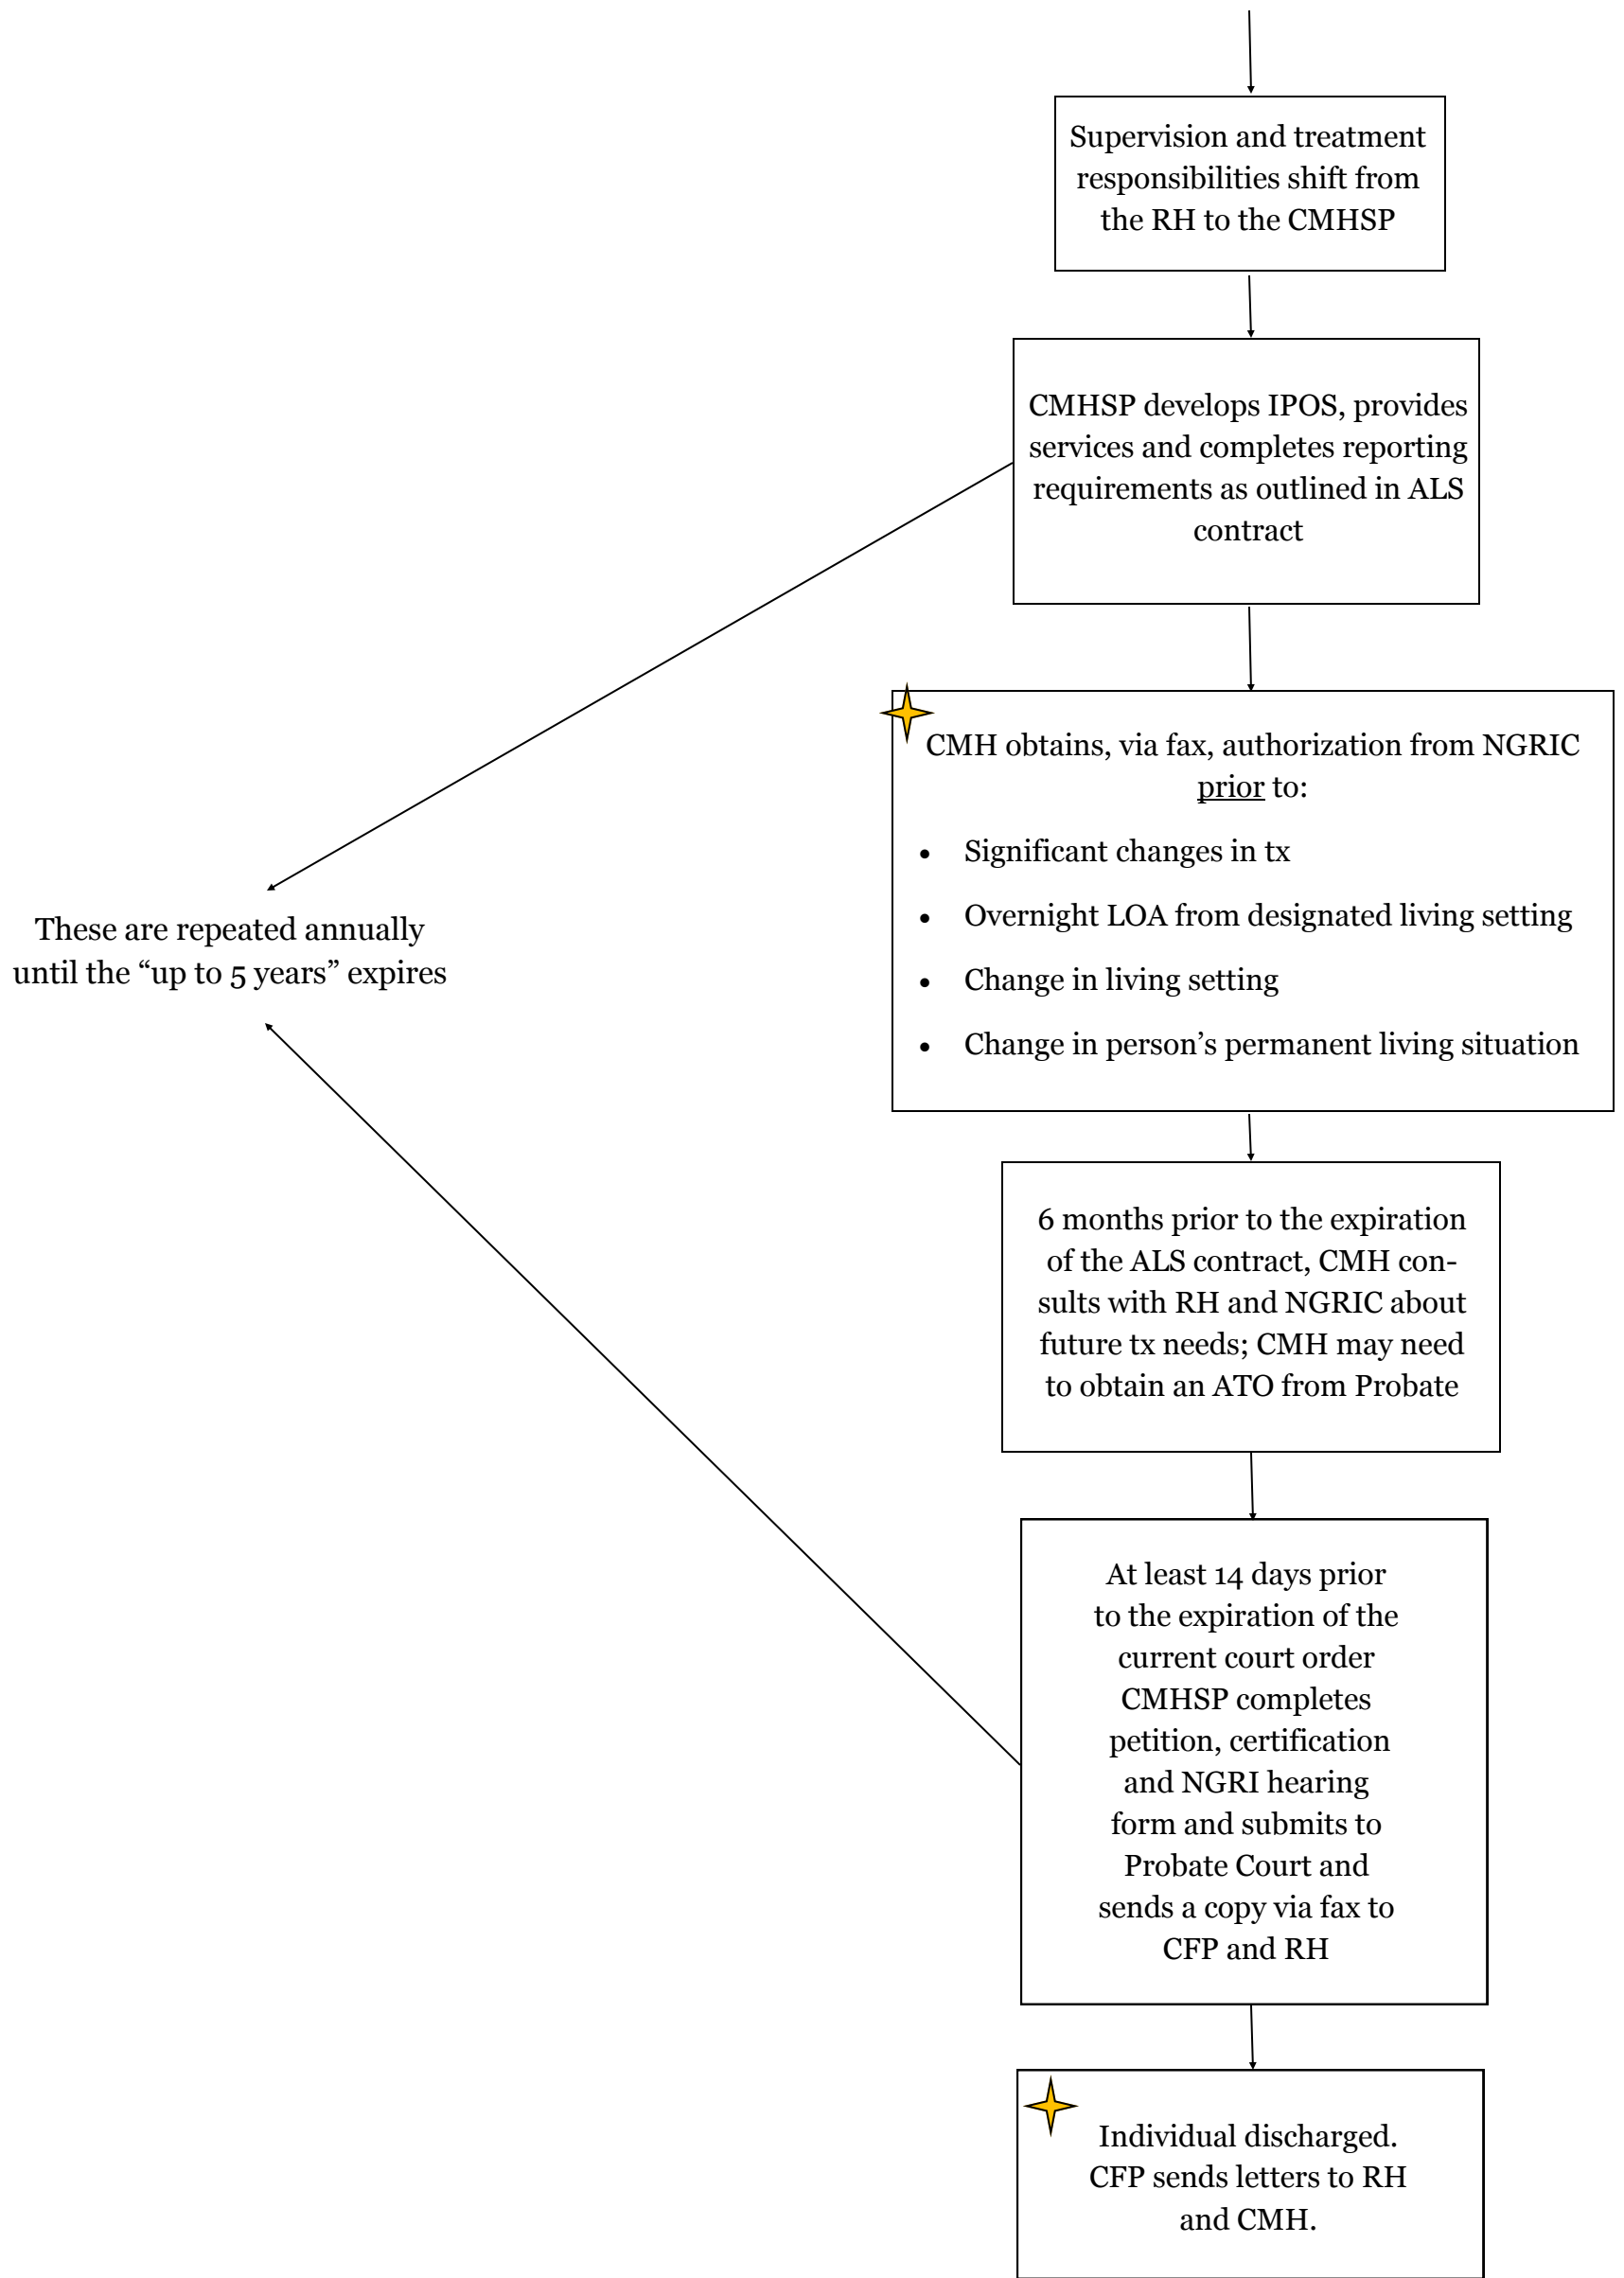 Supervision and treatment
responsibilities shift from
the RH to the CMHSP
CMHSP develops IPOS, provides
services and completes reporting
requirements as outlined in ALS
contract
CMH obtains, via fax, authorization from NGRIC
prior to:
• Significant changes in tx
• Overnight LOA from designated living setting
• Change in living setting
• Change in person’s permanent living situation
These are repeated annually
until the “up to 5 years” expires
6 months prior to the expiration
of the ALS contract, CMH con-
sults with RH and NGRIC about
future tx needs; CMH may need
to obtain an ATO from Probate
At least 14 days prior
to the expiration of the
current court order
CMHSP completes
petition, certification
and NGRI hearing
form and submits to
Probate Court and
sends a copy via fax to
CFP and RH
Individual discharged.
CFP sends letters to RH
and CMH.